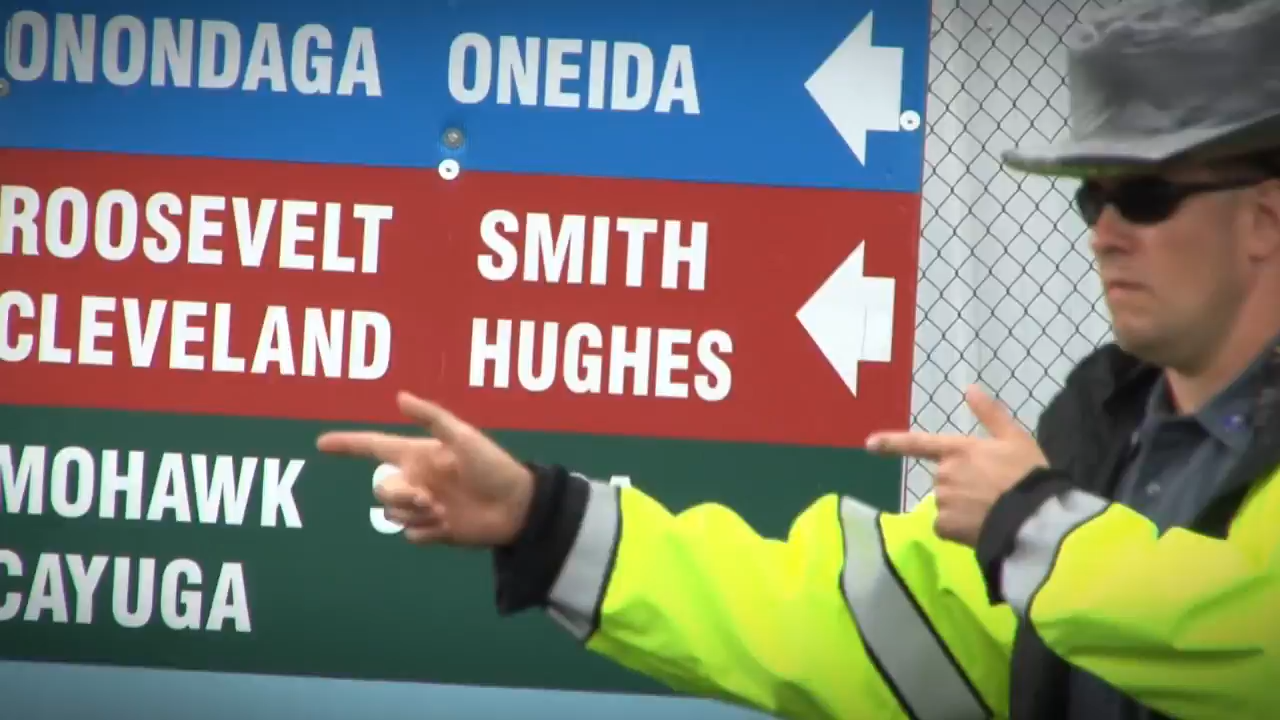 ONONDAGA ONEIDA
ROOSEVELT SMITH
CLEVELAND HUGHES
MOHAWK
CAYUGA